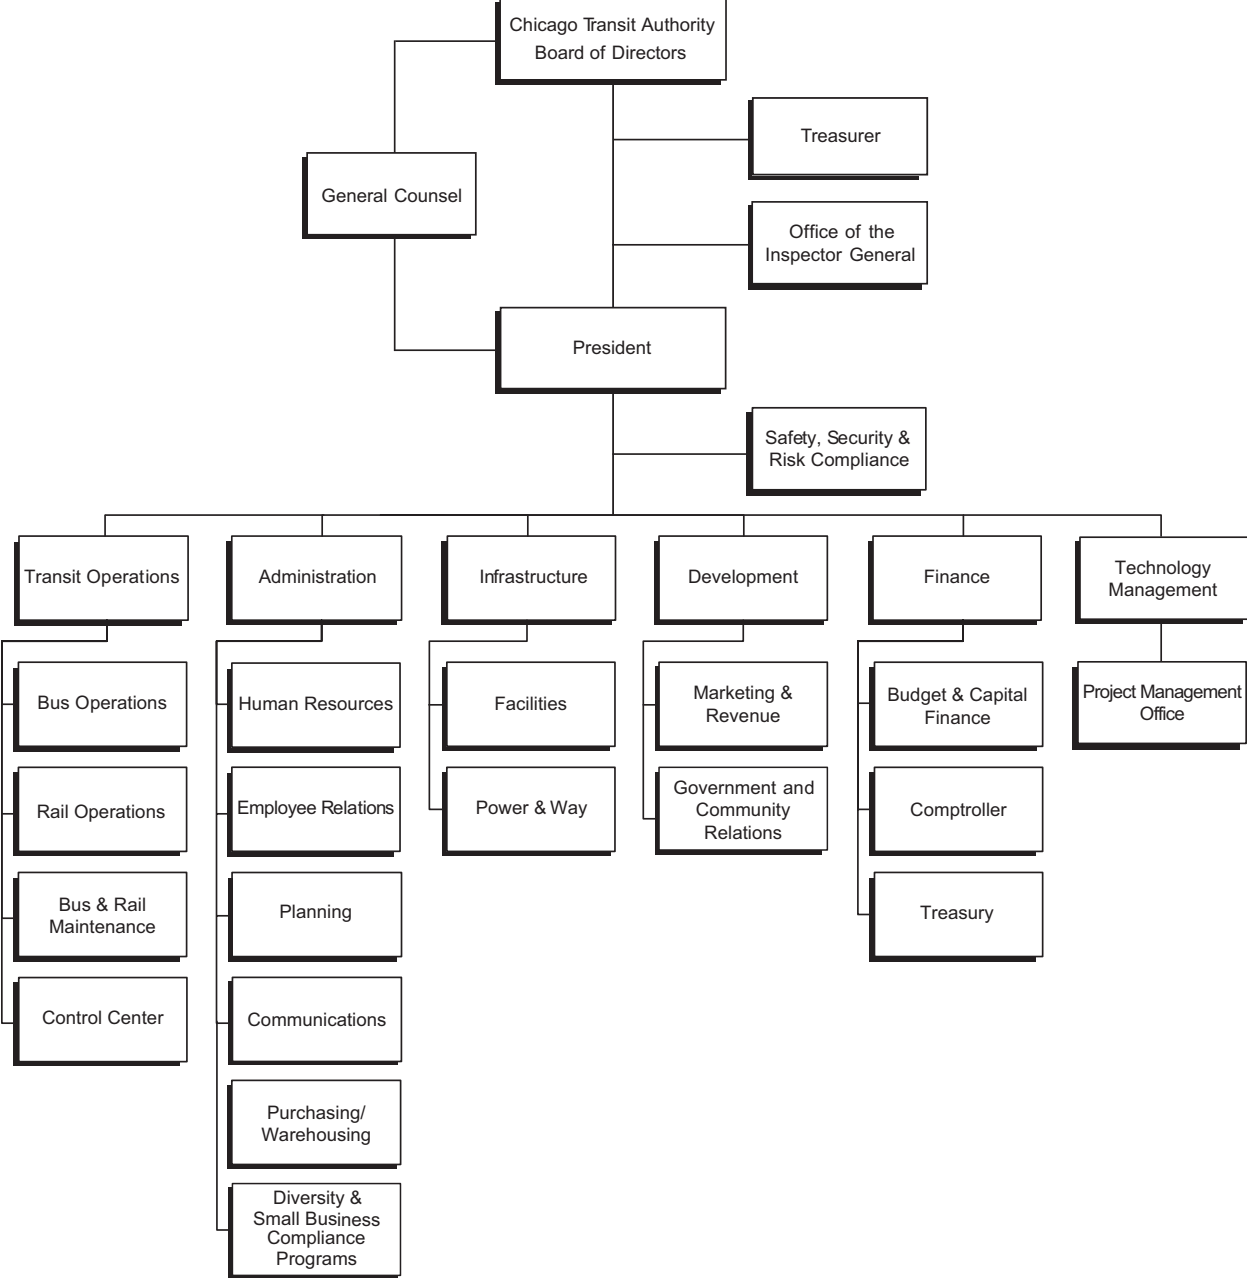 Chicago Transit Authority
Board of Directors
Treasurer
General Counsel
Office of the
Inspector General
President
Safety, Security &
Risk Compliance
Transit Operations
Administration
Infrastructure
Development
Finance
Technology
Management
Bus Operations
Human Resources
Facilities
Marketing &
Revenue
Budget & Capital
Finance
Project Management
Office
Rail Operations
Employee Relations
Power & Way
Government and
Community
Relations
Comptroller
Bus & Rail
Maintenance
Planning
Treasury
Control Center
Communications
Purchasing/
Warehousing
Diversity &
Small Business
Compliance
Programs